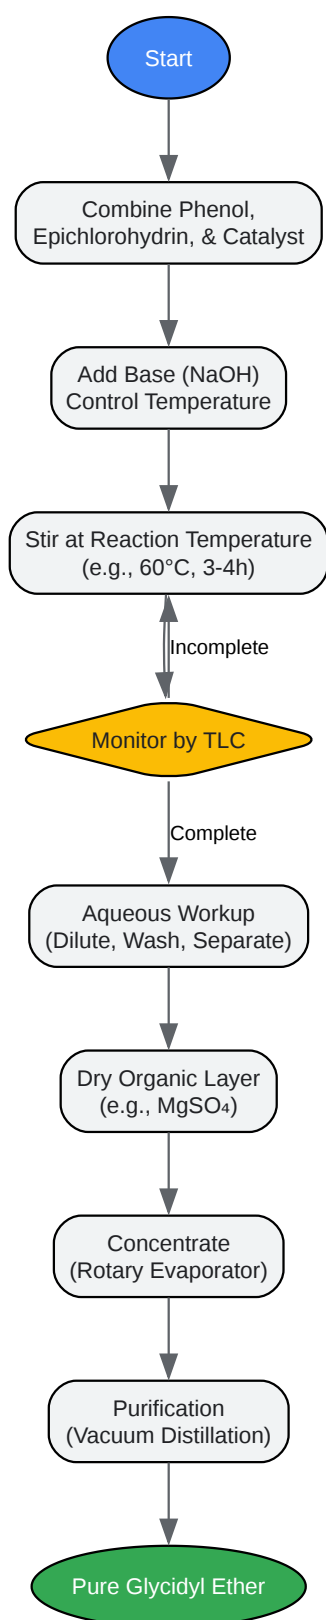 Start
Combine Phenol,
Epichlorohydrin, & Catalyst
Add Base (NaOH)
Control Temperature
Stir at Reaction Temperature
(e.g., 60°C, 3-4h)
Incomplete
Monitor by TLC
Complete
Aqueous Workup
(Dilute, Wash, Separate)
Dry Organic Layer
(e.g., MgSO₄)
Concentrate
(Rotary Evaporator)
Purification
(Vacuum Distillation)
Pure Glycidyl Ether